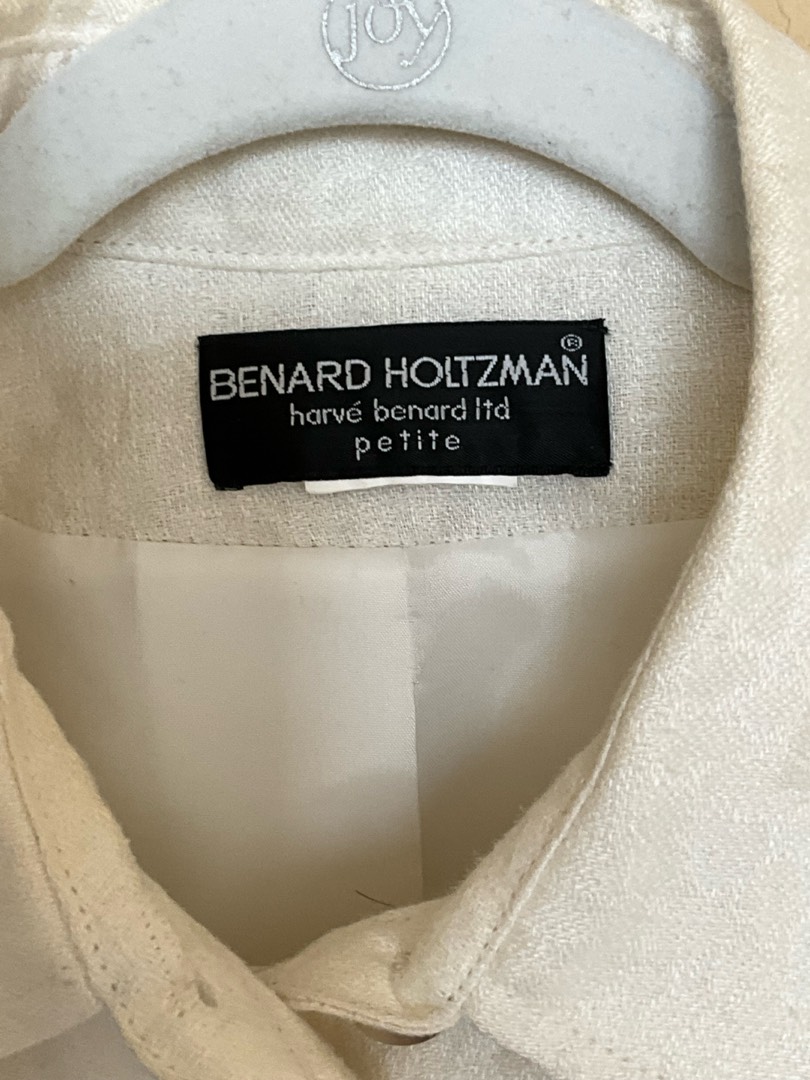 joy
BENARD HOLTZMAN®
harvé benard ltd
petite